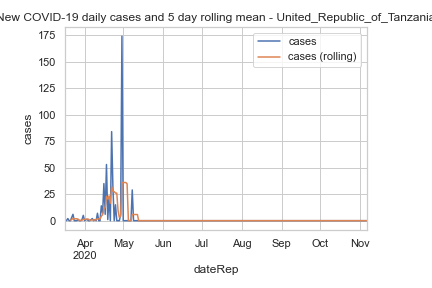 New COVID-19 daily cases and 5 day rolling mean - United_Republic_of_Tanzania
cases
cases (rolling)
175
150
125
100
75
50
25
0
cases
Apr May Jun Jul Aug Sep Oct Nov
2020
dateRep